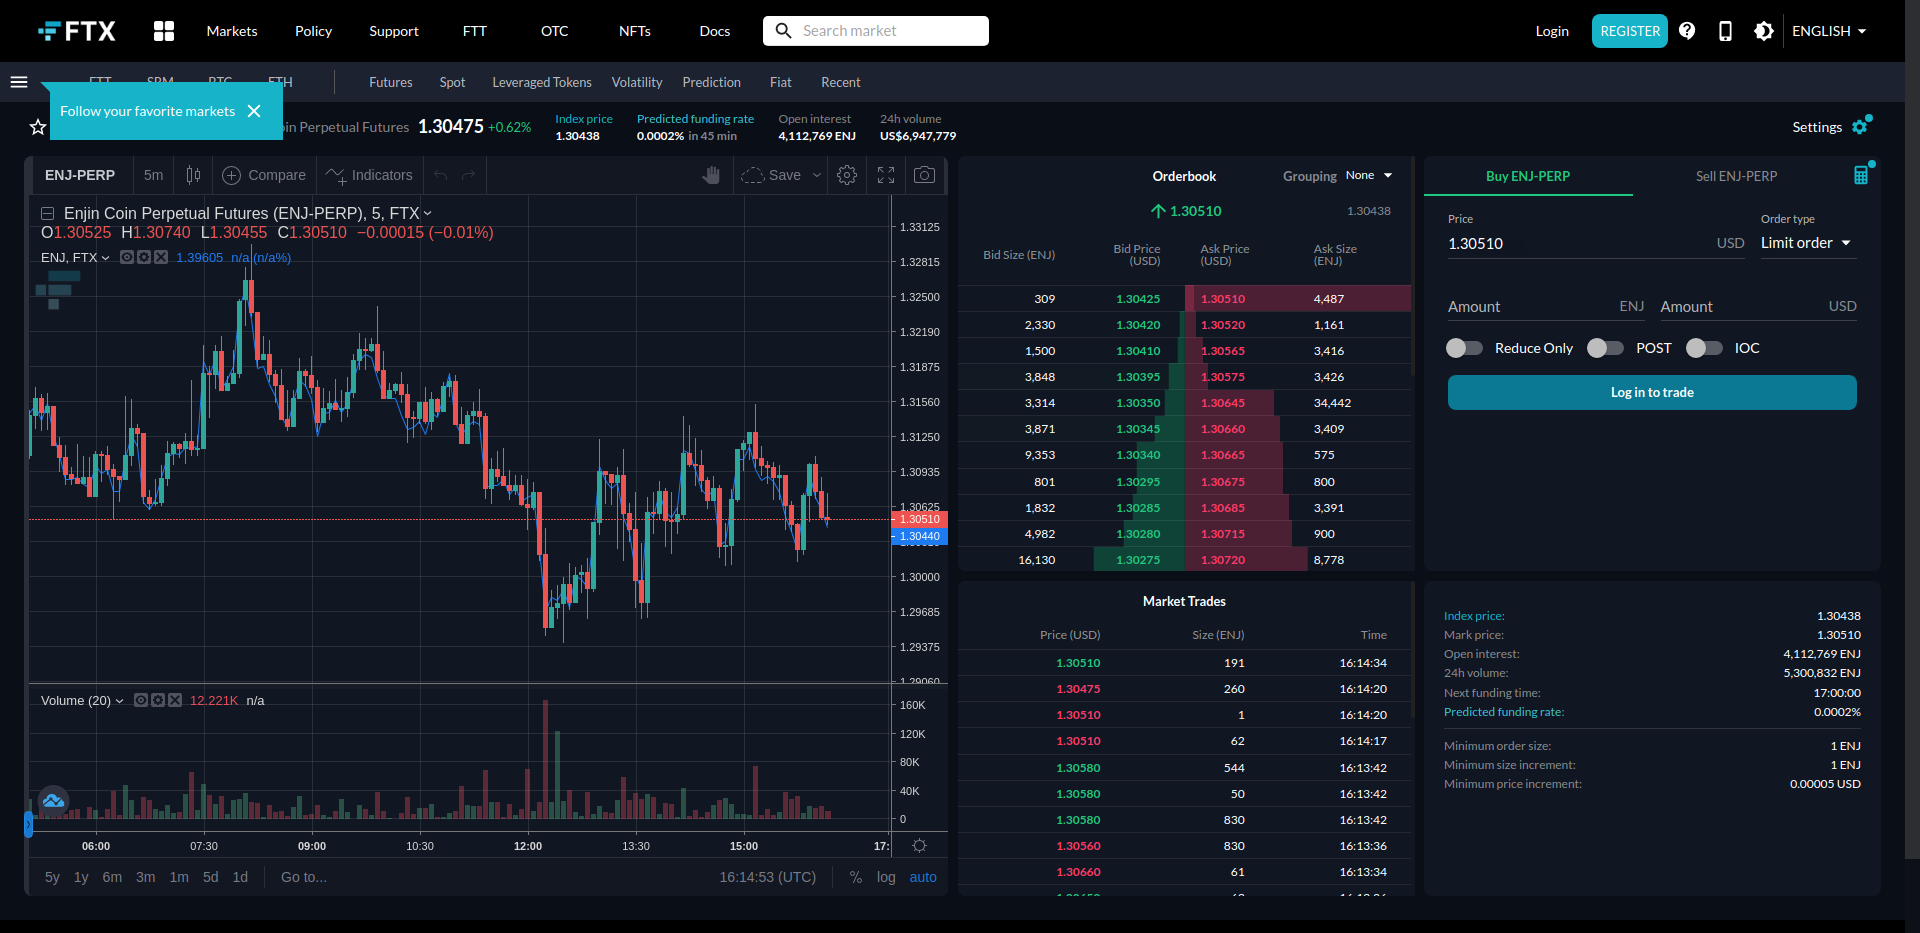 FTX
Markets Policy Support FTT OTC NFTs Docs Search market Login REGISTER ENGLISH
FTT BTC ETH Futures Spot Leveraged Tokens Volatility Prediction Fiat Recent
Follow your favorite markets
in Perpetual Futures 1.30475 +0.62%
Index price
1.30438
Predicted funding rate
0.0002% in 45 min
Open interest
4,112,769 ENJ
24h volume
US$6,947,779
Settings
ENJ-PERP 5m Compare Indicators Save
Enjin Coin Perpetual Futures (ENJ-PERP), 5, FTX
O1.30525 H1.30740 L1.30455 C1.30510 −0.00015 (−0.01%)
ENJ, FTX 1.39605 n/a (n/a%)
1.33125
1.32815
1.32500
1.32190
1.31875
1.31560
1.31250
1.30935
1.30625
1.30510
1.30440
1.30000
1.29685
1.29375
1.29060
Volume (20) 12.221K n/a
160K
120K
80K
40K
0
06:00 07:30 09:00 10:30 12:00 13:30 15:00 17:
5y 1y 6m 3m 1m 5d 1d Go to... 16:14:53 (UTC) % log auto
Orderbook Grouping None
1.30510 1.30438
Bid Size (ENJ) Bid Price (USD) Ask Price (USD) Ask Size (ENJ)
309 1.30425 1.30510 4,487
2,330 1.30420 1.30520 1,161
1,500 1.30410 1.30565 3,416
3,848 1.30395 1.30575 3,426
3,314 1.30350 1.30645 34,442
3,871 1.30345 1.30660 3,409
9,353 1.30340 1.30665 575
801 1.30295 1.30675 800
1,832 1.30285 1.30685 3,391
4,982 1.30280 1.30715 900
16,130 1.30275 1.30720 8,778
Market Trades
Price (USD) Size (ENJ) Time
1.30510 191 16:14:34
1.30475 260 16:14:20
1.30510 1 16:14:20
1.30510 62 16:14:17
1.30580 544 16:13:42
1.30580 50 16:13:42
1.30580 830 16:13:42
1.30560 830 16:13:36
1.30660 61 16:13:34
Buy ENJ-PERP Sell ENJ-PERP
Price Order type
1.30510 USD Limit order
Amount ENJ Amount USD
Reduce Only POST IOC
Log in to trade
Index price: 1.30438
Mark price: 1.30510
Open interest: 4,112,769 ENJ
24h volume: 5,300,832 ENJ
Next funding time: 17:00:00
Predicted funding rate: 0.0002%
Minimum order size: 1 ENJ
Minimum size increment: 1 ENJ
Minimum price increment: 0.00005 USD